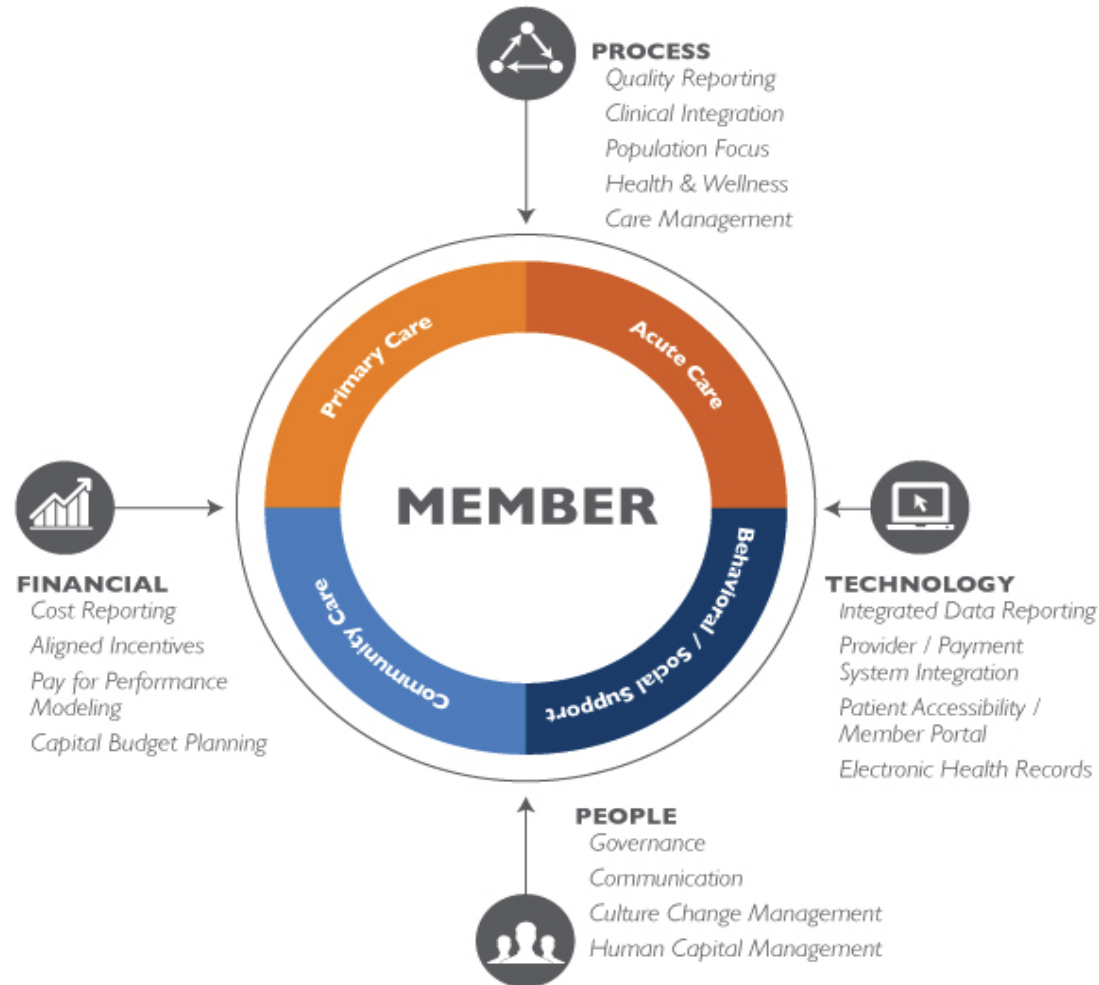 PROCESS
Quality Reporting
Clinical Integration
Population Focus
Health & Wellness
Care Management
Primary Care
Acute Care
MEMBER
Community Care
Behavioral / Social Support
FINANCIAL
Cost Reporting
Aligned Incentives
Pay for Performance
Modeling
Capital Budget Planning
TECHNOLOGY
Integrated Data Reporting
Provider / Payment
System Integration
Patient Accessibility /
Member Portal
Electronic Health Records
PEOPLE
Governance
Communication
Culture Change Management
Human Capital Management